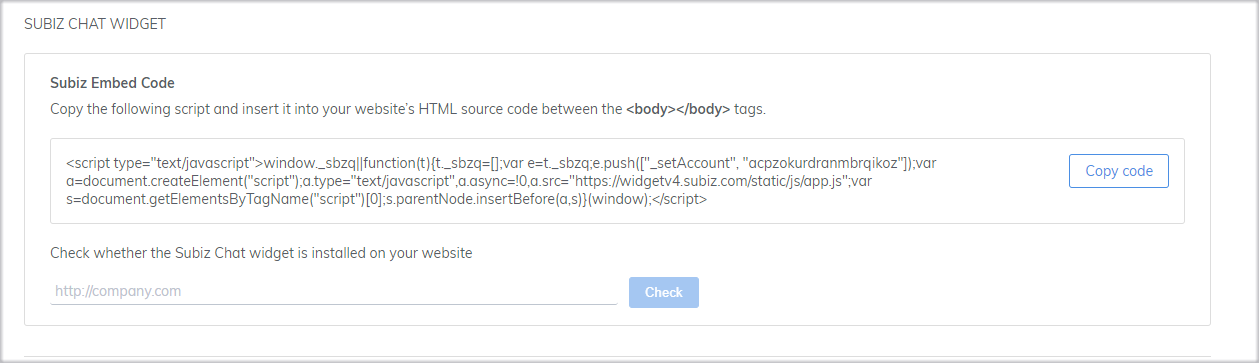 SUBIZ CHAT WIDGET
Subiz Embed Code
Copy the following script and insert it into your website's HTML source code between the <body></body> tags.
<script type="text/javascript">window._sbzq||function(t){t._sbzq=[];var e=t._sbzq;e.push(["_setAccount", "acpzokurdranmbrqikoz"]);var
a=document.createElement("script");a.type="text/javascript",a.async=!0,a.src="https://widgetv4.subiz.com/static/js/app.js";var
s=document.getElementsByTagName("script")[0];s.parentNode.insertBefore(a,s)}(window);</script>
Copy code
Check whether the Subiz Chat widget is installed on your website
http://company.com
Check